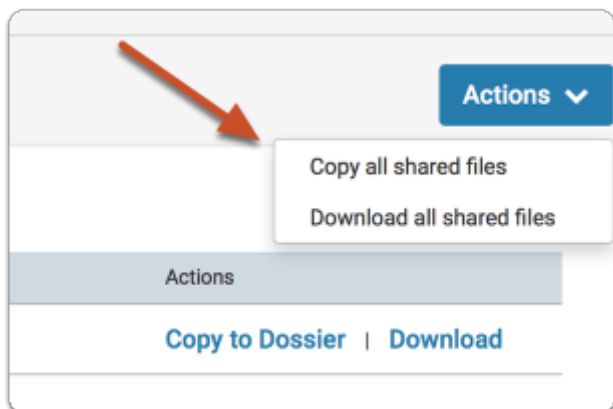 Actions
Copy all shared files
Download all shared files
Actions
Copy to Dossier | Download